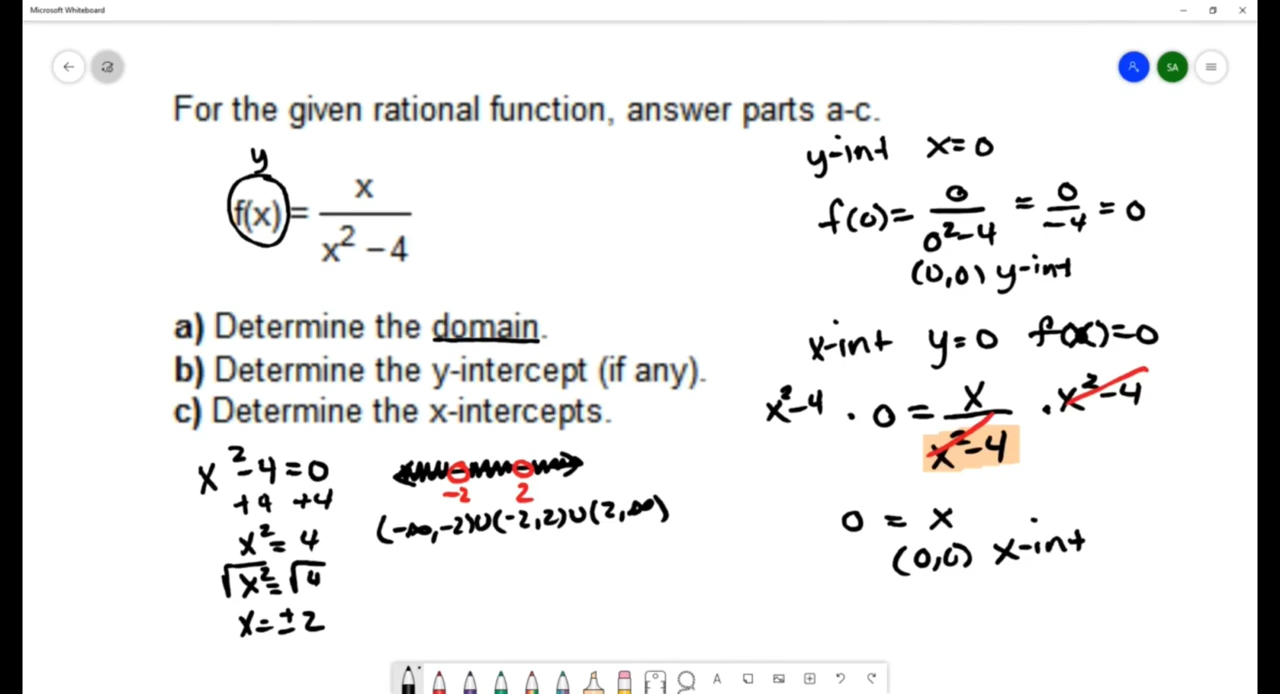 Microsoft Whiteboard
SA
For the given rational function, answer parts a-c.
y
f(x) = x / x² - 4
a) Determine the domain.
b) Determine the y-intercept (if any).
c) Determine the x-intercepts.
x² - 4 = 0
+4 +4
x² = 4
√x² = √4
x = ± 2
-2 2
(-∞, -2) ∪ (-2, 2) ∪ (2, ∞)
y-int x = 0
f(0) = 0 / 0² - 4 = 0 / -4 = 0
(0,0) y-int
x-int y = 0 f(x) = 0
x² - 4 · 0 = x / x² - 4 · x² - 4
0 = x
(0,0) x-int
A